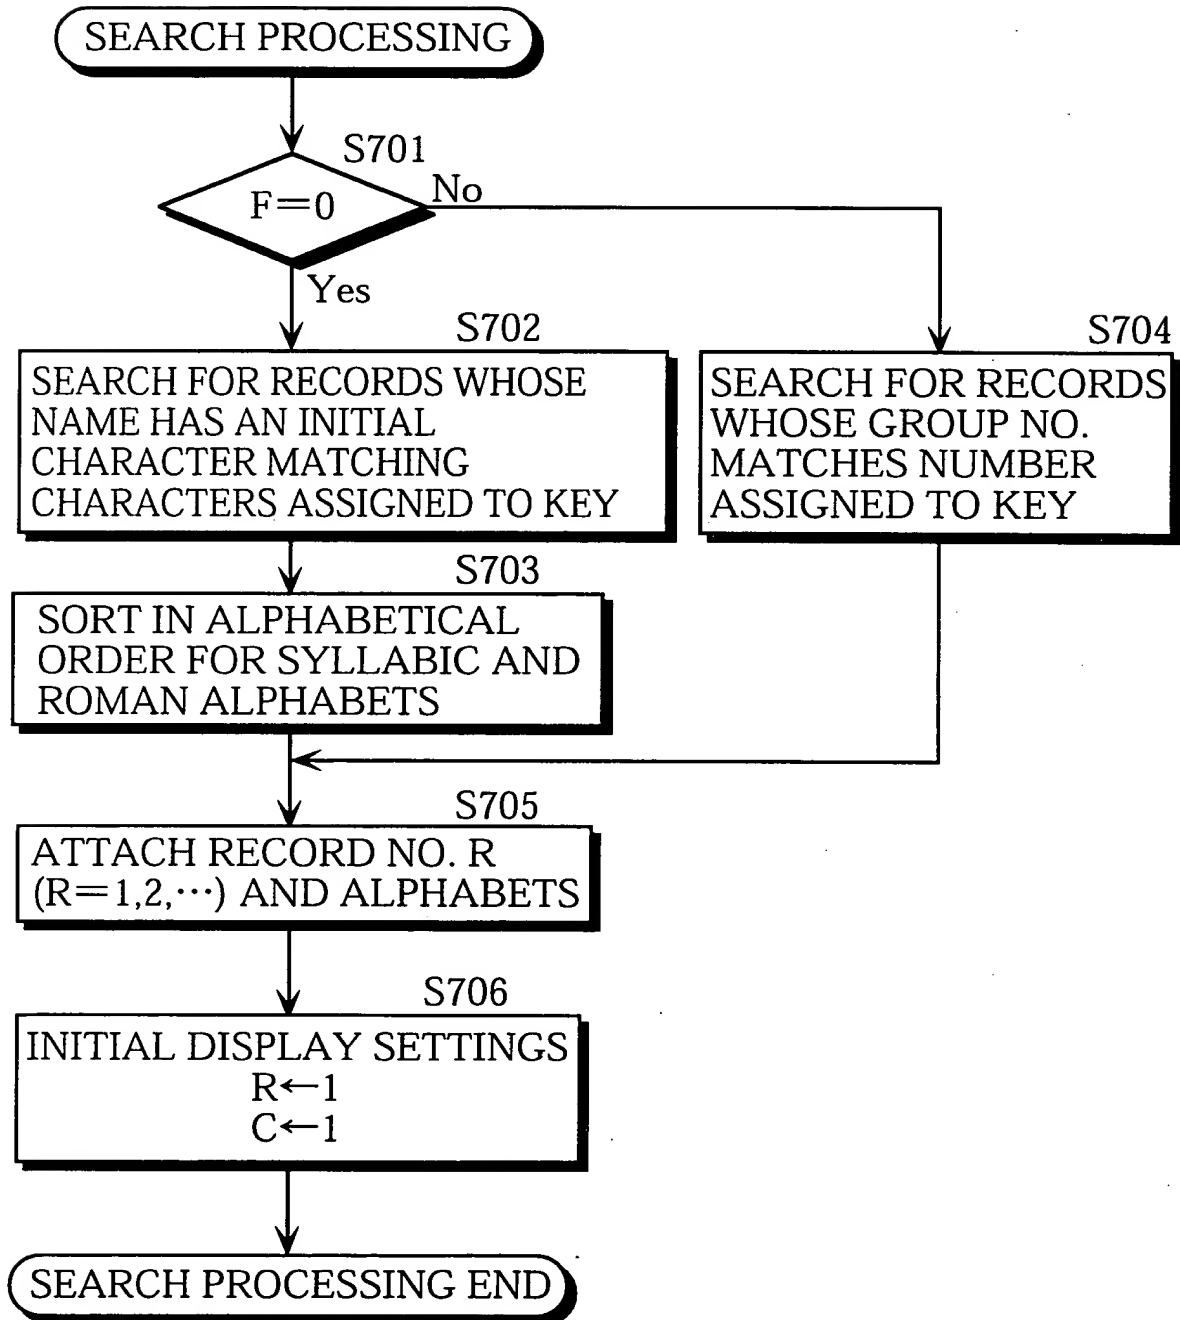 SEARCH PROCESSING
S701
F=0
No
Yes
S702
SEARCH FOR RECORDS WHOSE
NAME HAS AN INITIAL
CHARACTER MATCHING
CHARACTERS ASSIGNED TO KEY
S704
SEARCH FOR RECORDS
WHOSE GROUP NO.
MATCHES NUMBER
ASSIGNED TO KEY
S703
SORT IN ALPHABETICAL
ORDER FOR SYLLABIC AND
ROMAN ALPHABETS
S705
ATTACH RECORD NO. R
(R=1,2,⋯) AND ALPHABETS
S706
INITIAL DISPLAY SETTINGS
R←1
C←1
SEARCH PROCESSING END